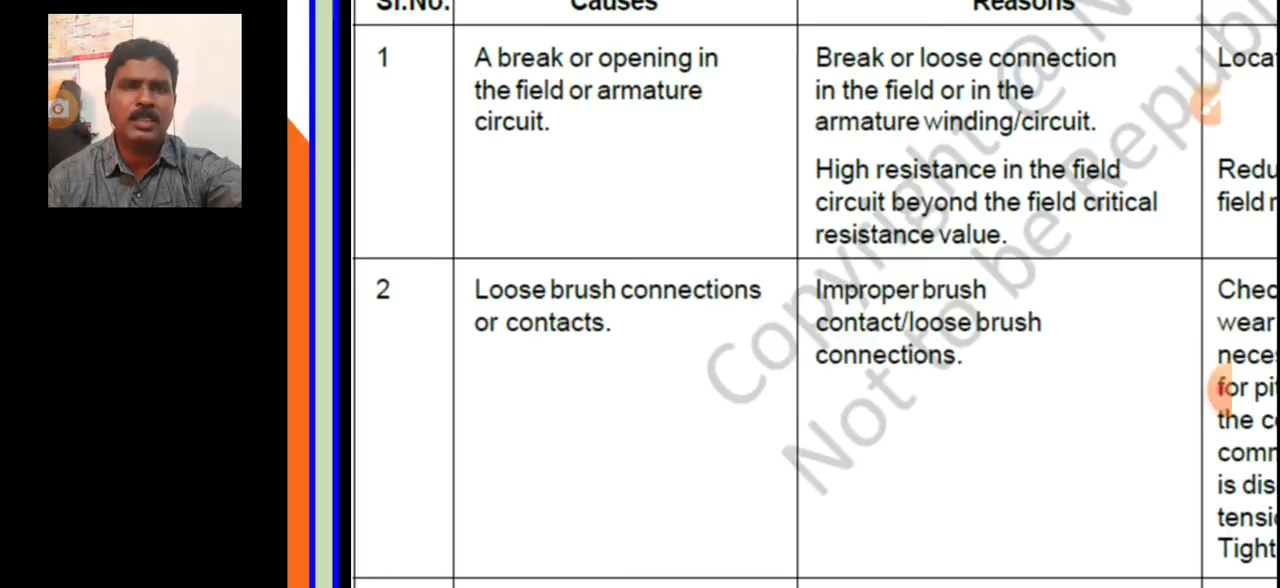 Sl.No.
Causes
Reasons
1
A break or opening in
the field or armature
circuit.
Break or loose connection
in the field or in the
armature winding/circuit.
High resistance in the field
circuit beyond the field critical
resistance value.
Loca
Redu
field r
2
Loose brush connections
or contacts.
Improper brush
contact/loose brush
connections.
Chec
wear
nece
for pi
the c
comm
is dis
tensi
Tight
Copyright @ N
Not to be Republ